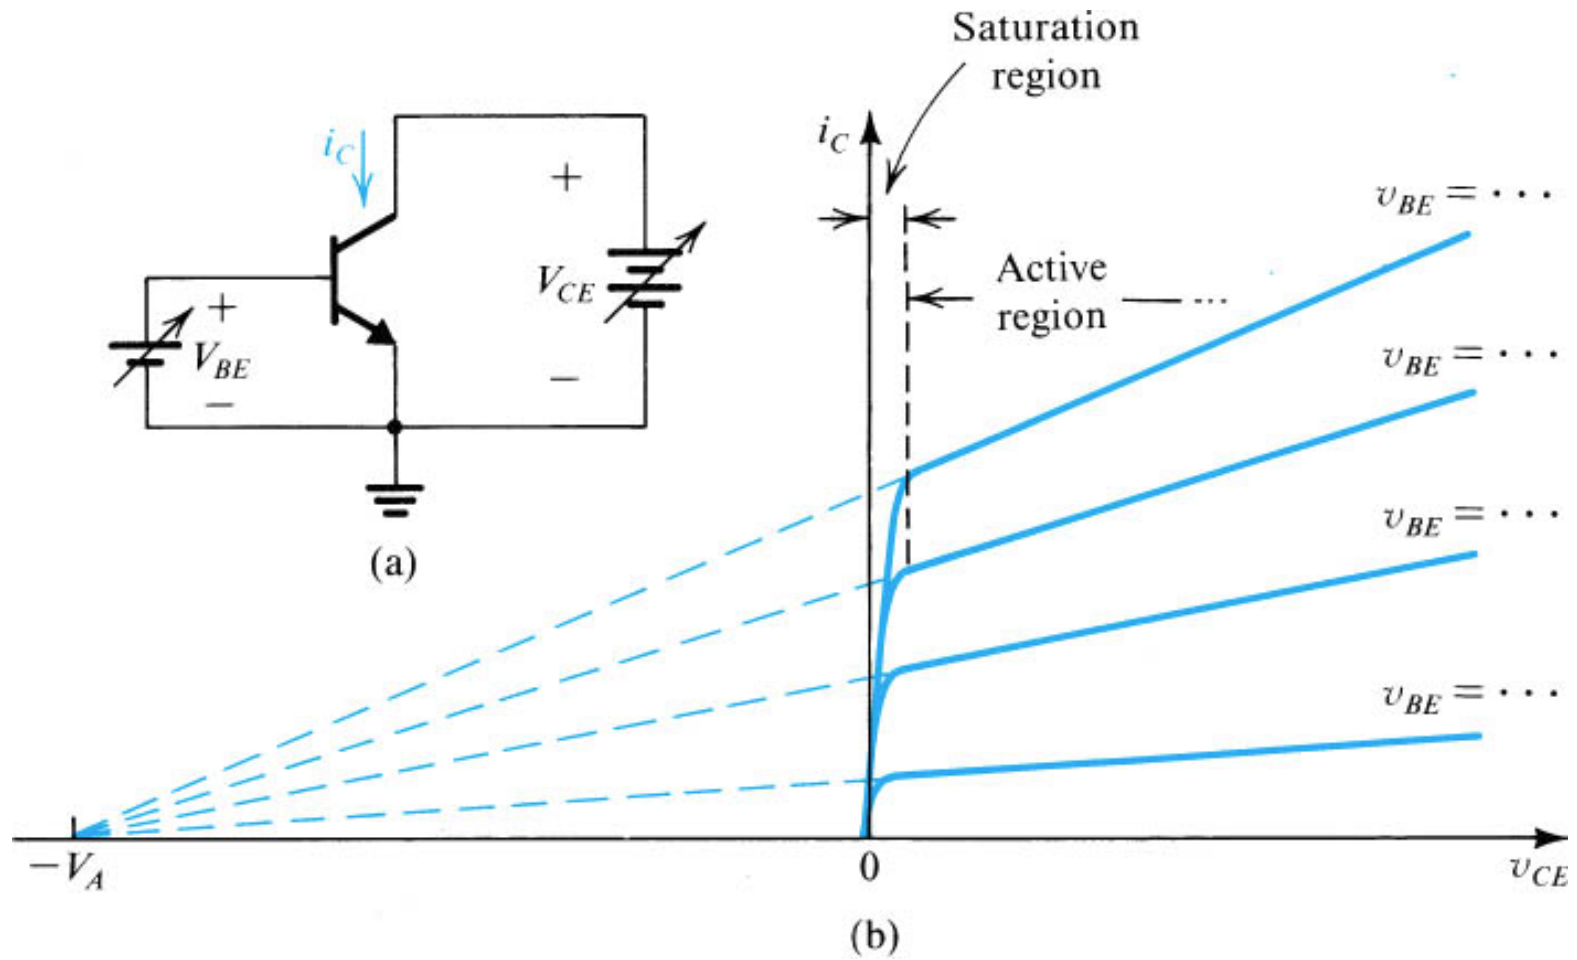 Saturation
region
i_C
i_C
+
V_CE
−
+
V_BE
−
(a)
Active
region ...
v_BE = · · ·
v_BE = · · ·
v_BE = · · ·
v_BE = · · ·
−V_A
0
v_CE
(b)